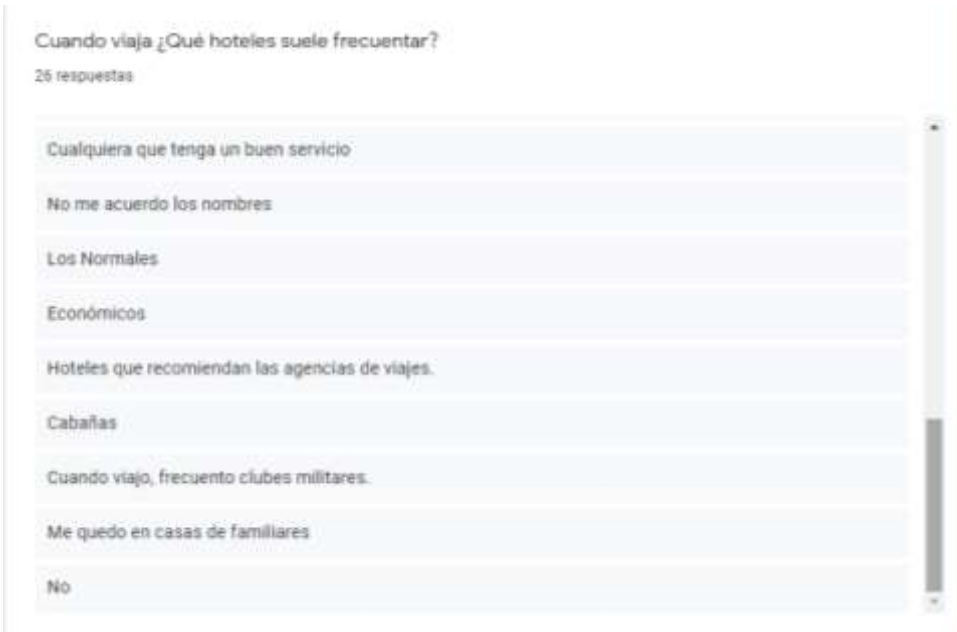 Cuando viaja ¿Qué hoteles suele frecuentar?
26 respuestas
Cualquiera que tenga un buen servicio
No me acuerdo los nombres
Los Normales
Económicos
Hoteles que recomiendan las agencias de viajes.
Cabañas
Cuando viajo, frecuento clubes militares.
Me quedo en casas de familiares
No